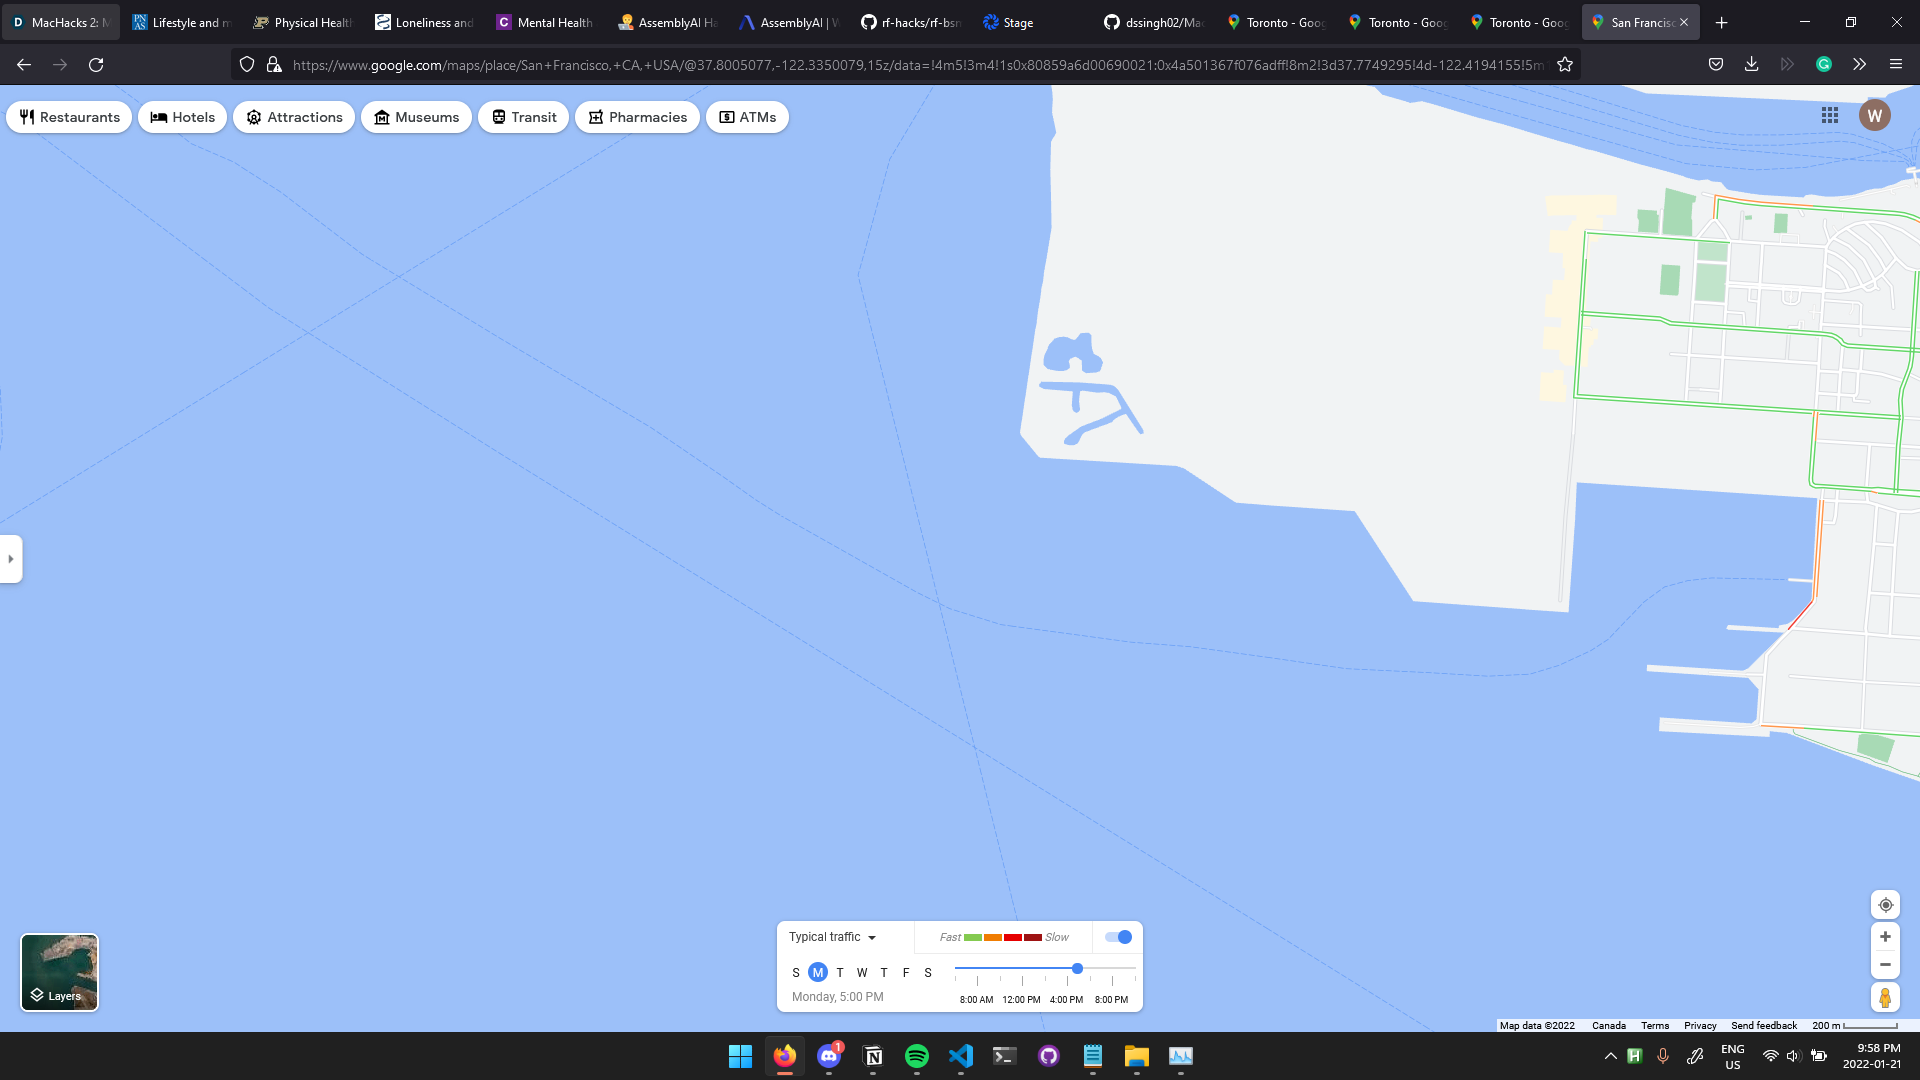 MacHacks 2: M
Lifestyle and m
Physical Health
Loneliness and
Mental Health
AssemblyAI Ha
AssemblyAI | W
rf-hacks/rf-bsn
Stage
dssingh02/Mac
Toronto - Goog
Toronto - Goog
Toronto - Goog
San Francisc
https://www.google.com/maps/place/San+Francisco,+CA,+USA/@37.8005077,-122.3350079,15z/data=!4m5!3m4!1s0x80859a6d00690021:0x4a501367f076adff!8m2!3d37.7749295!4d-122.4194155!5m1
Restaurants
Hotels
Attractions
Museums
Transit
Pharmacies
ATMs
W
Typical traffic
Fast
Slow
S M T W T F S
Monday, 5:00 PM
8:00 AM 12:00 PM 4:00 PM 8:00 PM
Layers
Map data ©2022 Canada Terms Privacy Send feedback 200 m
1
ENG
US
9:58 PM
2022-01-21